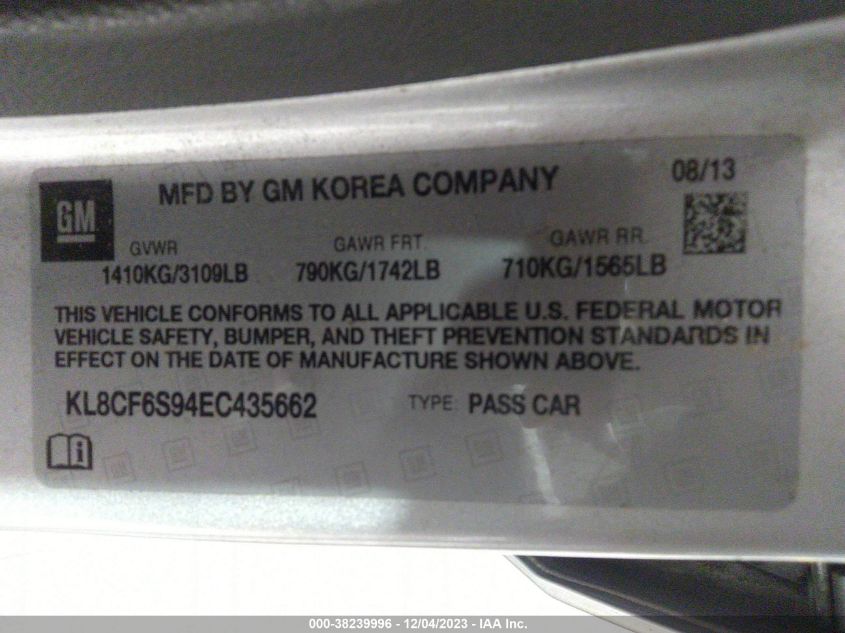 MFD BY GM KOREA COMPANY 08/13
GM
GVWR GAWR FRT. GAWR RR.
1410KG/3109LB 790KG/1742LB 710KG/1565LB
THIS VEHICLE CONFORMS TO ALL APPLICABLE U.S. FEDERAL MOTOR
VEHICLE SAFETY, BUMPER, AND THEFT PREVENTION STANDARDS IN
EFFECT ON THE DATE OF MANUFACTURE SHOWN ABOVE.
KL8CF6S94EC435662 TYPE PASS CAR
i
000-38239996 - 12/04/2023 - IAA Inc.